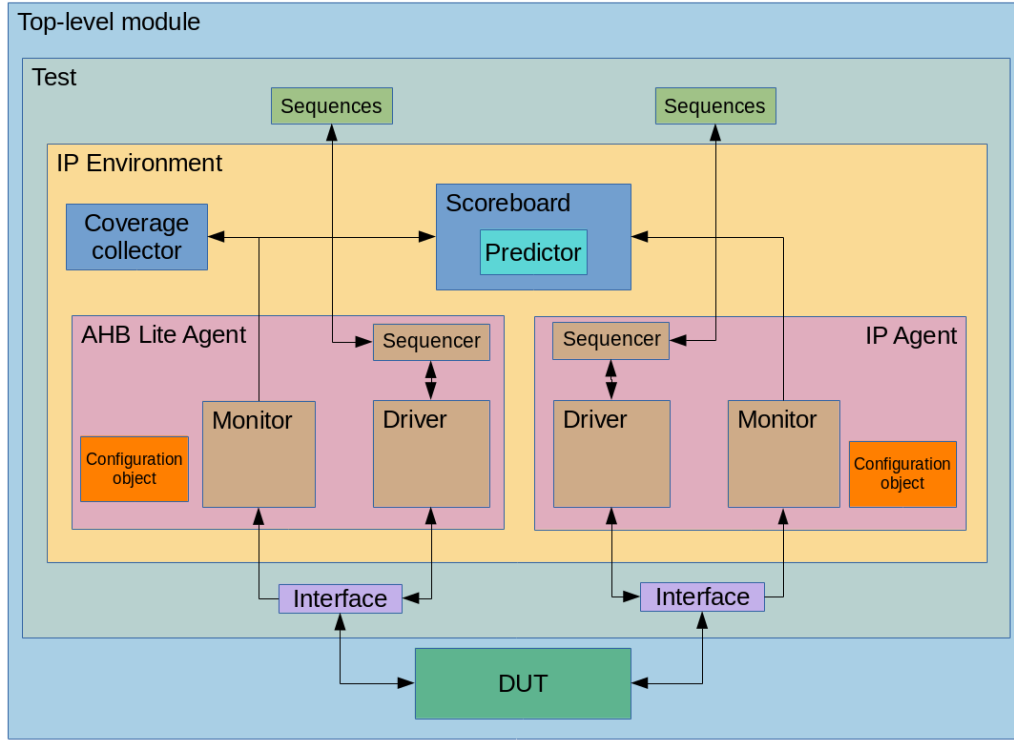 Top-level module
Test
Sequences
Sequences
IP Environment
Scoreboard
Predictor
Coverage
collector
AHB Lite Agent
Sequencer
Monitor
Driver
Configuration
object
Sequencer
IP Agent
Driver
Monitor
Configuration
object
Interface
Interface
DUT